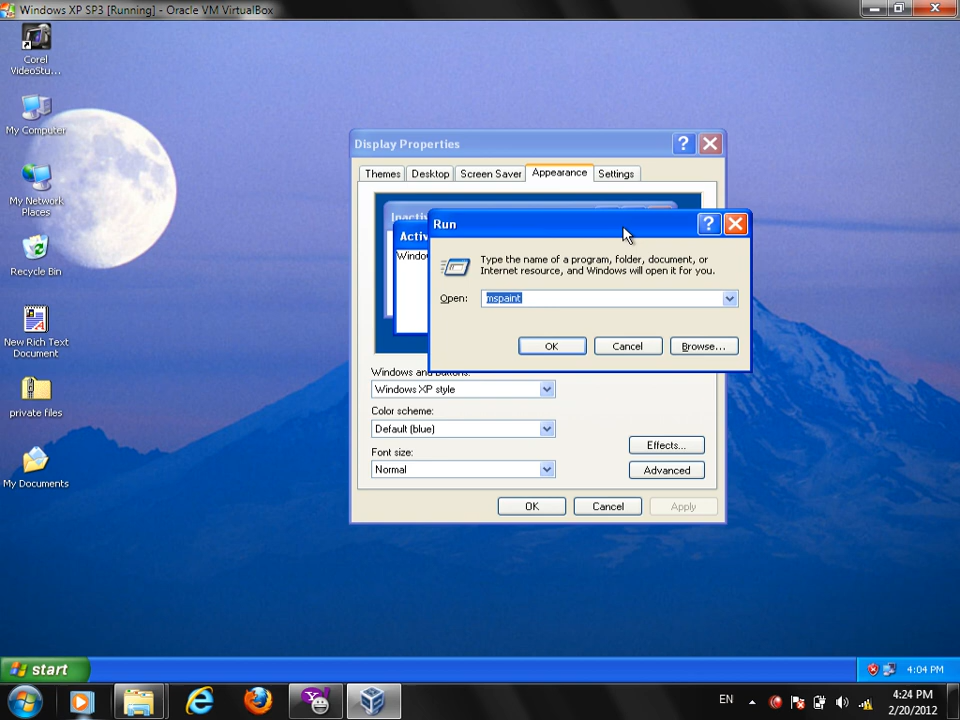 Windows XP SP3 [Running] - Oracle VM VirtualBox
Corel
VideoStu...
My Computer
My Network
Places
Recycle Bin
New Rich Text
Document
private files
My Documents
Display Properties
Themes
Desktop
Screen Saver
Appearance
Settings
Inacti
Activ
Windo
Run
Type the name of a program, folder, document, or
Internet resource, and Windows will open it for you.
Open:
mspaint
OK
Cancel
Browse...
Windows and buttons:
Windows XP style
Color scheme:
Default (blue)
Font size:
Normal
Effects...
Advanced
OK
Cancel
Apply
start
4:04 PM
EN
4:24 PM
2/20/2012